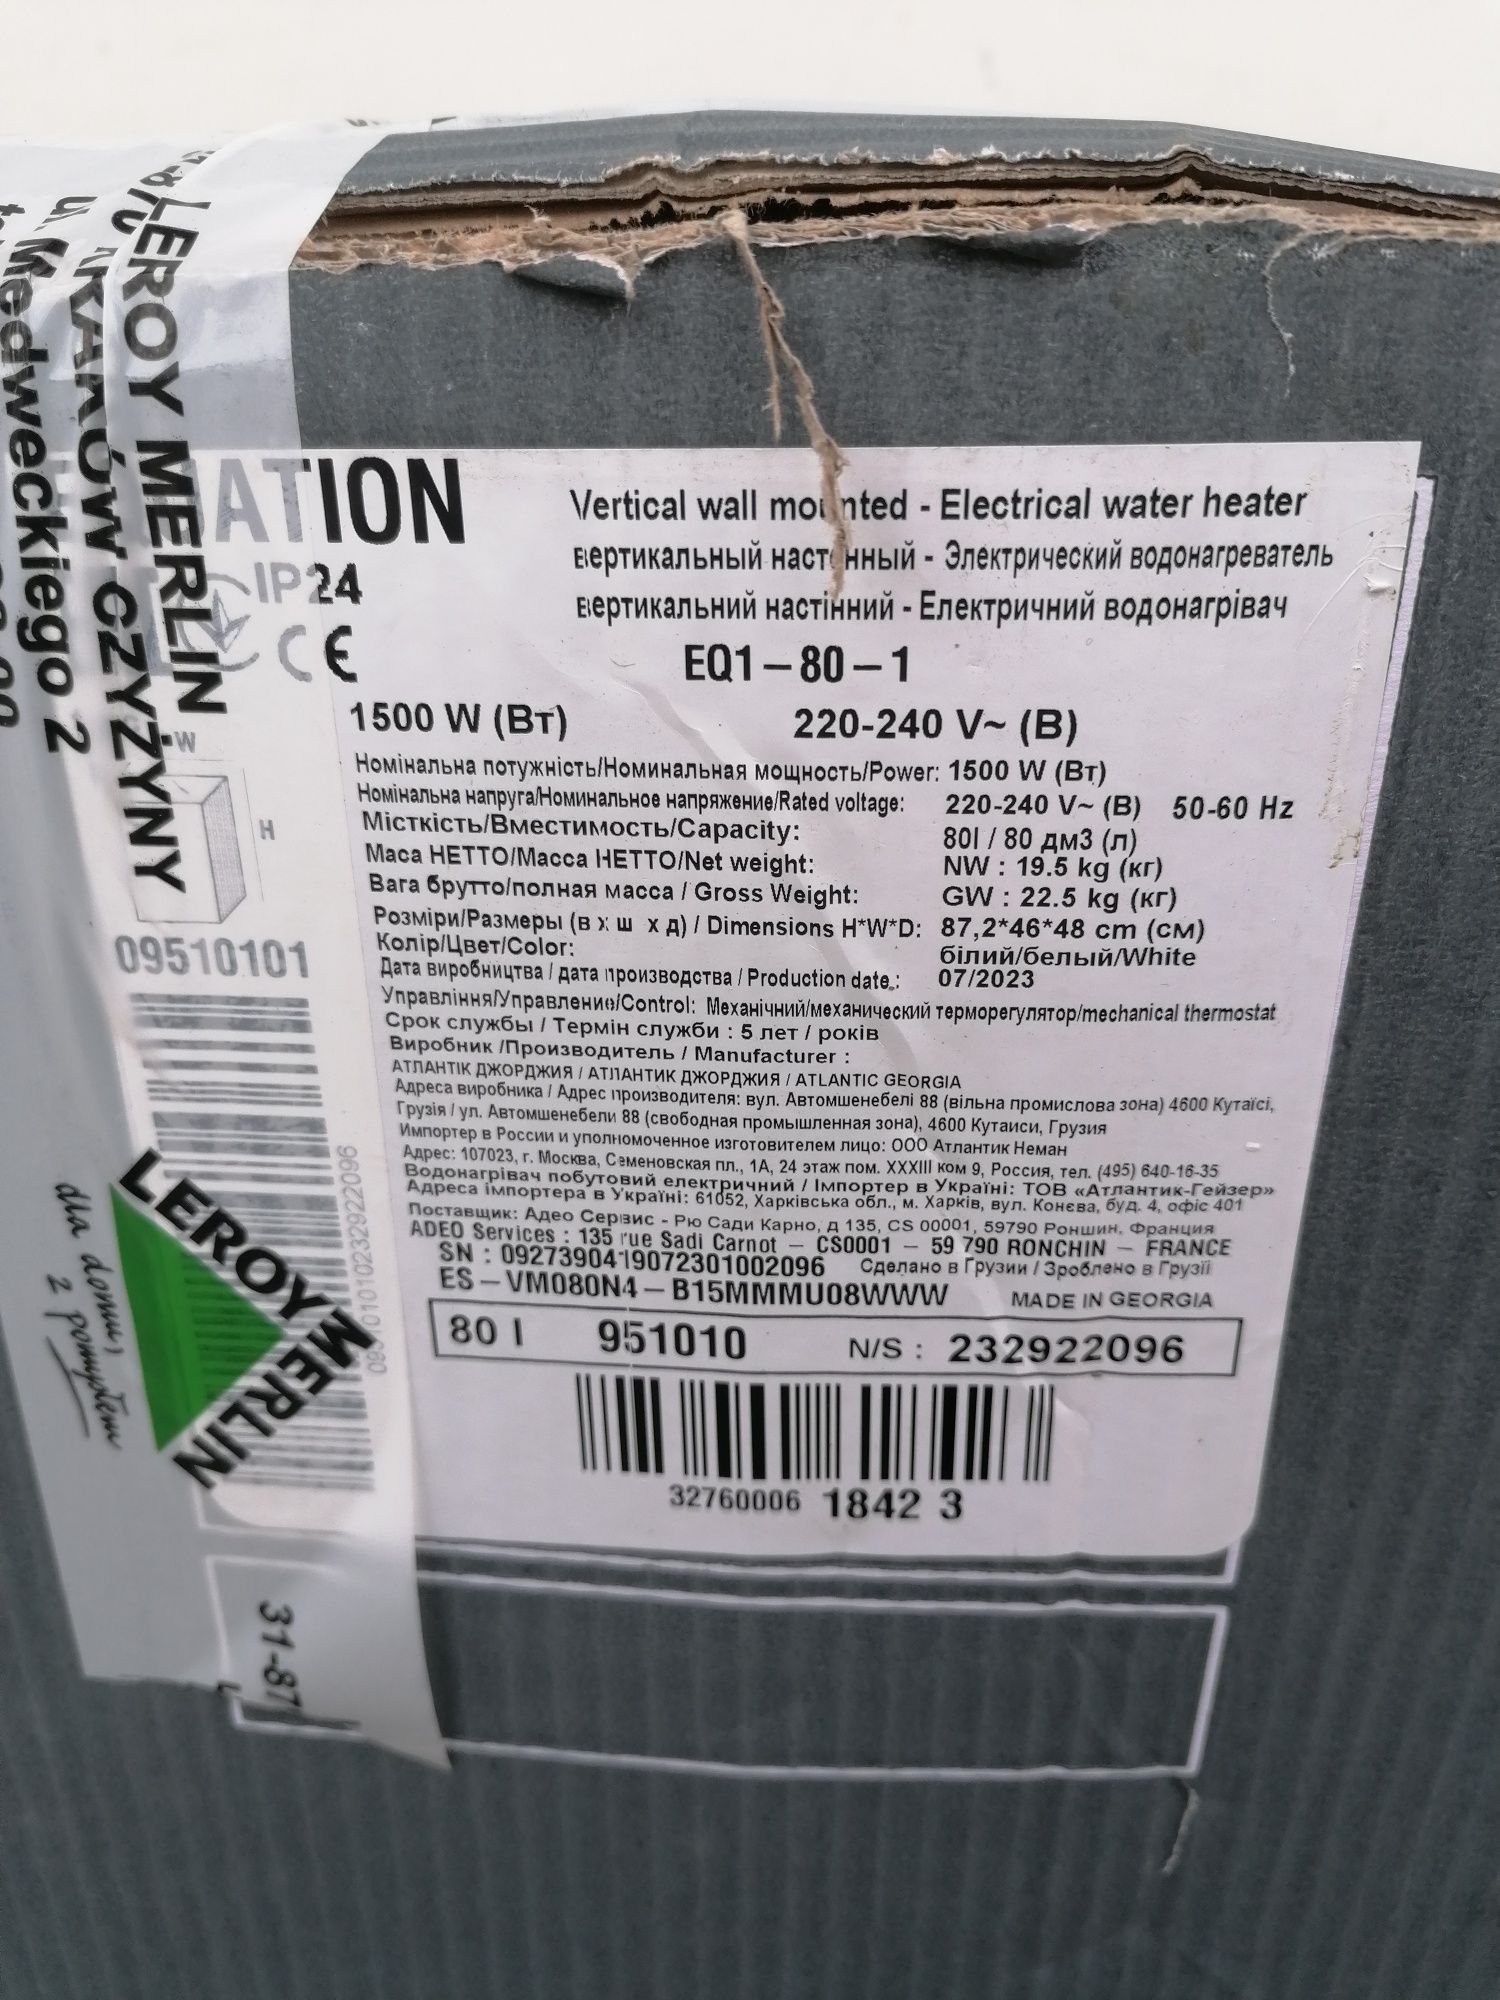 LEROY MERLIN
KRAKÓW CZYŻYNY
Medweckiego 2
ATION
IP24
CE
W
H
09510101
Vertical wall mounted - Electrical water heater
вертикальный настенный - Электрический водонагреватель
вертикальний настінний - Електричний водонагрівач
EQ1-80-1
1500 W (Вт) 220-240 V~ (В)
Номінальна потужність/Номинальная мощность/Power: 1500 W (Вт)
Номінальна напруга/Номинальное напряжение/Rated voltage: 220-240 V~ (В) 50-60 Hz
Місткість/Вместимость/Capacity: 80l / 80 дм3 (л)
Маса НЕТТО/Масса НЕТТО/Net weight: NW : 19.5 kg (кг)
Вага брутто/полная масса / Gross Weight: GW : 22.5 kg (кг)
Розміри/Размеры (в х ш х д) / Dimensions H*W*D: 87,2*46*48 cm (см)
Колір/Цвет/Color: білий/белый/White
Дата виробництва / дата производства / Production date.: 07/2023
Управління/Управление/Control: Механічний/механический терморегулятор/mechanical thermostat
Срок службы / Термін служби : 5 лет / років
Виробник /Производитель / Manufacturer :
АТЛАНТІК ДЖОРДЖИЯ / АТЛАНТИК ДЖОРДЖИЯ / ATLANTIC GEORGIA
Адреса виробника / Адрес производителя: вул. Автомшенебелі 88 (вільна промислова зона) 4600 Кутаїсі,
Грузія / ул. Автомшенебели 88 (свободная промышленная зона), 4600 Кутаиси, Грузия
Импортер в России и уполномоченное изготовителем лицо: ООО Атлантик Неман
Адрес: 107023, г. Москва, Семеновская пл., 1А, 24 этаж пом. XXXIII ком 9, Россия, тел. (495) 640-16-35
Водонагрівач побутовий електричний / Імпортер в Україні: ТОВ «Атлантик-Гейзер»
Адреса імпортера в Україні: 61052, Харківська обл., м. Харків, вул. Конєва, буд. 4, офіс 401
Поставщик: Адео Сервис - Рю Сади Карно, д 135, CS 00001, 59790 Роншин, Франция
ADEO Services : 135 rue Sadi Carnot - CS0001 - 59 790 RONCHIN - FRANCE
SN : 0927390419072301002096 Сделано в Грузии / Зроблено в Грузії
ES-VM080N4-B15MMMU08WWW MADE IN GEORGIA
80 l 951010 N/S : 232922096
32760006 1842 3
095101010232922096
LEROY MERLIN
dla domu i
z pomysłem
31-87